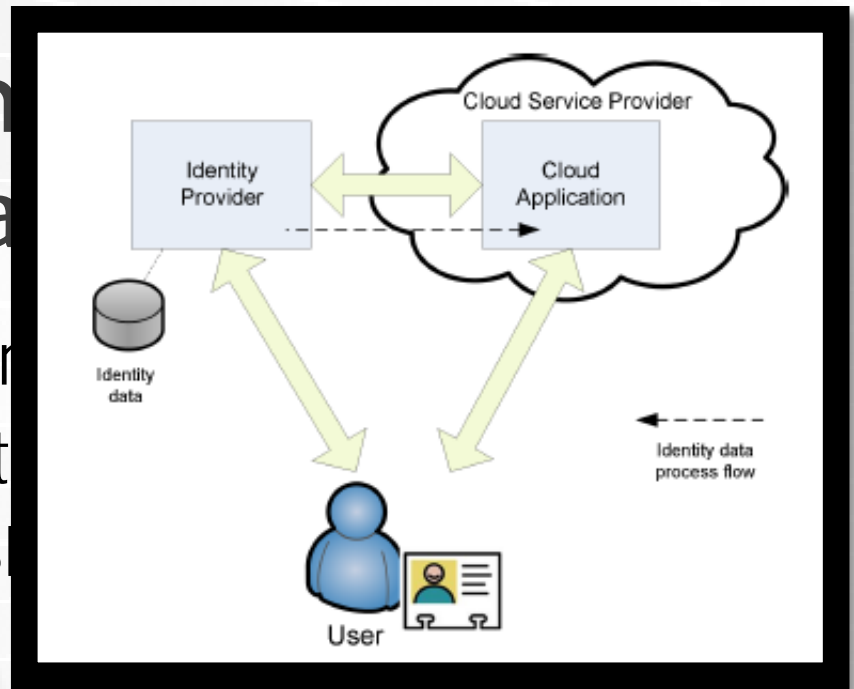 Cloud Service Provider
Identity
Provider
Cloud
Application
Identity
data
Identity data
process flow
User